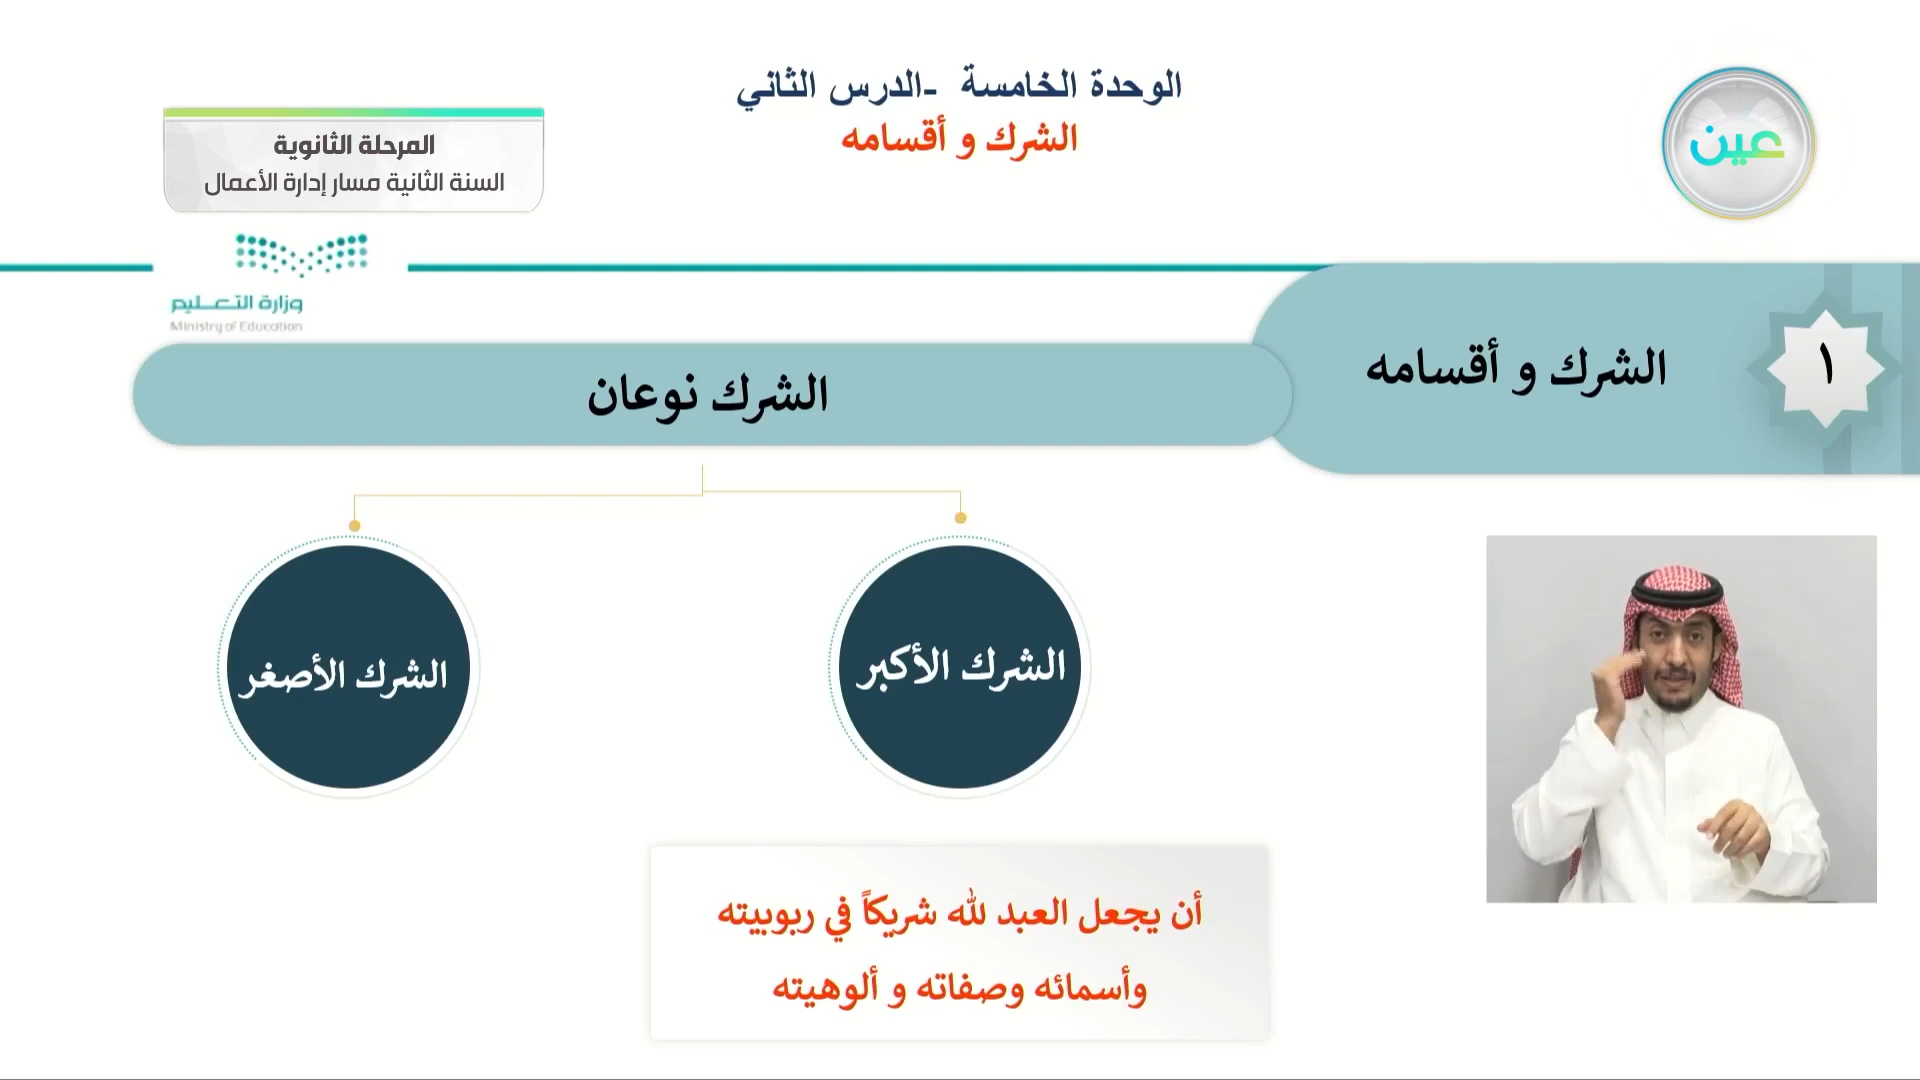 الوحدة الخامسة -الدرس الثاني
الشرك و أقسامه
عين
المرحلة الثانوية
السنة الثانية مسار إدارة الأعمال
وزارة التعليم
Ministry of Education
١
الشرك و أقسامه
الشرك نوعان
الشرك الأكبر
الشرك الأصغر
أن يجعل العبد لله شريكاً في ربوبيته
وأسمائه وصفاته و ألوهيته